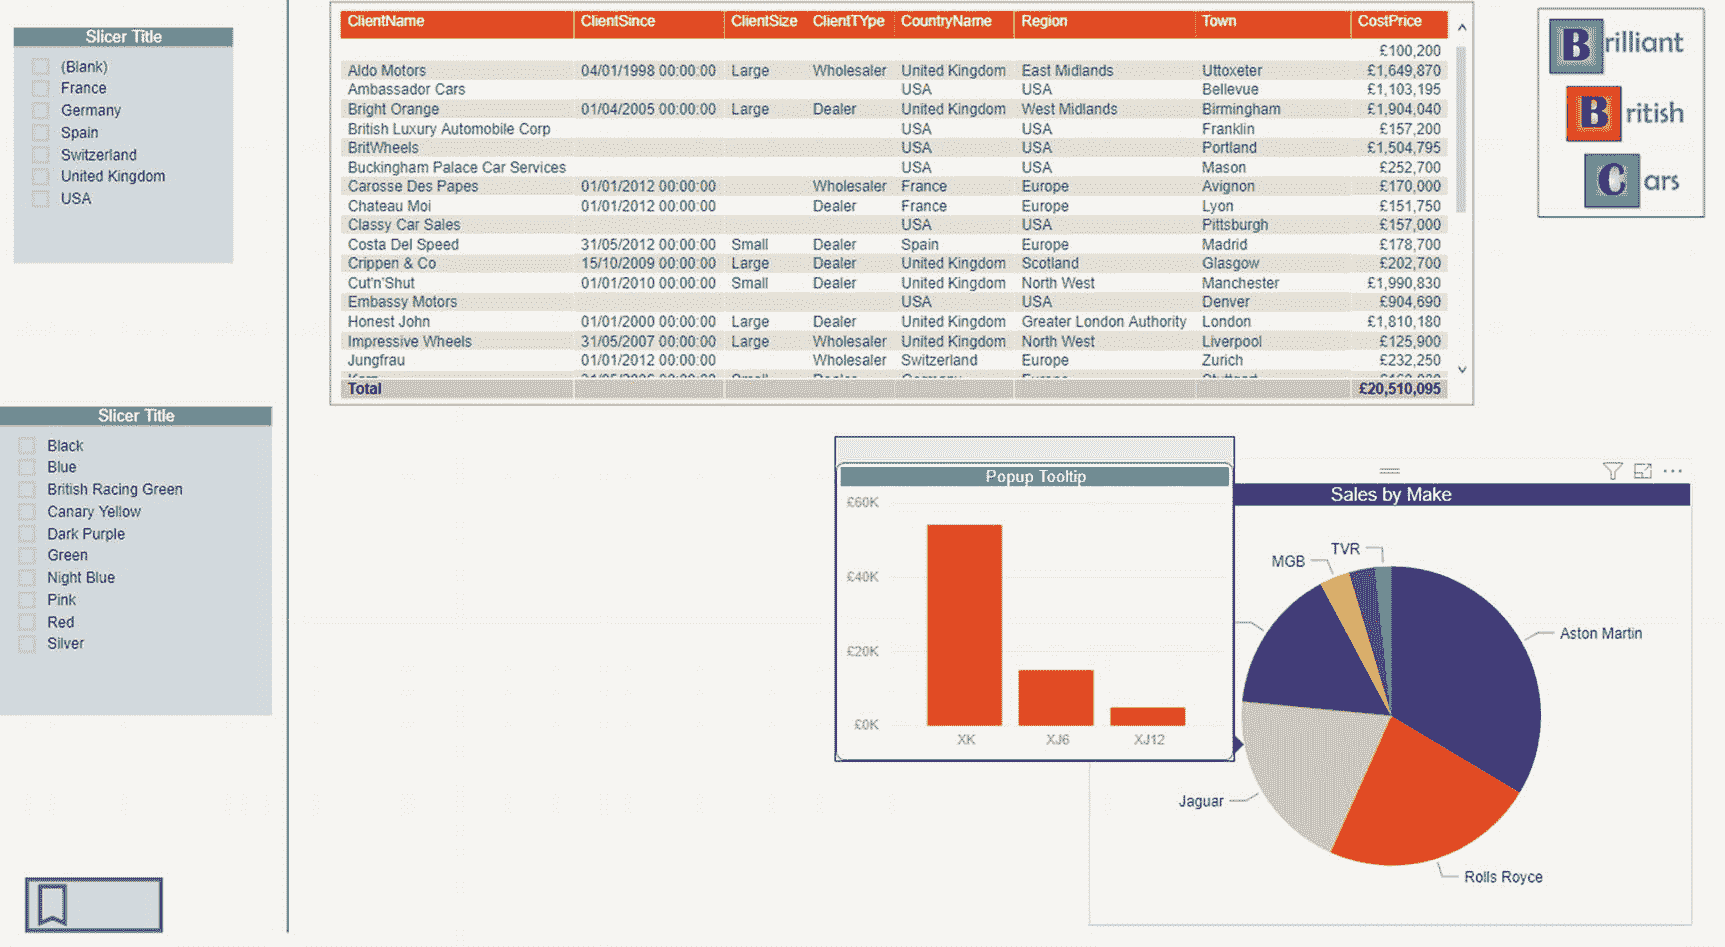 Slicer Title
(Blank)
France
Germany
Spain
Switzerland
United Kingdom
USA
Slicer Title
Black
Blue
British Racing Green
Canary Yellow
Dark Purple
Green
Night Blue
Pink
Red
Silver
ClientName ClientSince ClientSize ClientTYpe CountryName Region Town CostPrice
£100,200
Aldo Motors 04/01/1998 00:00:00 Large Wholesaler United Kingdom East Midlands Uttoxeter £1,649,870
Ambassador Cars USA USA Bellevue £1,103,195
Bright Orange 01/04/2005 00:00:00 Large Dealer United Kingdom West Midlands Birmingham £1,904,040
British Luxury Automobile Corp USA USA Franklin £157,200
BritWheels USA USA Portland £1,504,795
Buckingham Palace Car Services USA USA Mason £252,700
Carosse Des Papes 01/01/2012 00:00:00 Wholesaler France Europe Avignon £170,000
Chateau Moi 01/01/2012 00:00:00 Dealer France Europe Lyon £151,750
Classy Car Sales USA USA Pittsburgh £157,000
Costa Del Speed 31/05/2012 00:00:00 Small Dealer Spain Europe Madrid £178,700
Crippen & Co 15/10/2009 00:00:00 Large Dealer United Kingdom Scotland Glasgow £202,700
Cut'n'Shut 01/01/2010 00:00:00 Small Dealer United Kingdom North West Manchester £1,990,830
Embassy Motors USA USA Denver £904,690
Honest John 01/01/2000 00:00:00 Large Dealer United Kingdom Greater London Authority London £1,810,180
Impressive Wheels 31/05/2007 00:00:00 Large Wholesaler United Kingdom North West Liverpool £125,900
Jungfrau 01/01/2012 00:00:00 Wholesaler Switzerland Europe Zurich £232,250
Total £20,510,095
Brilliant
British
Cars
Popup Tooltip
£60K
£40K
£20K
£0K
XK XJ6 XJ12
Sales by Make
TVR
MGB
Aston Martin
Jaguar
Rolls Royce